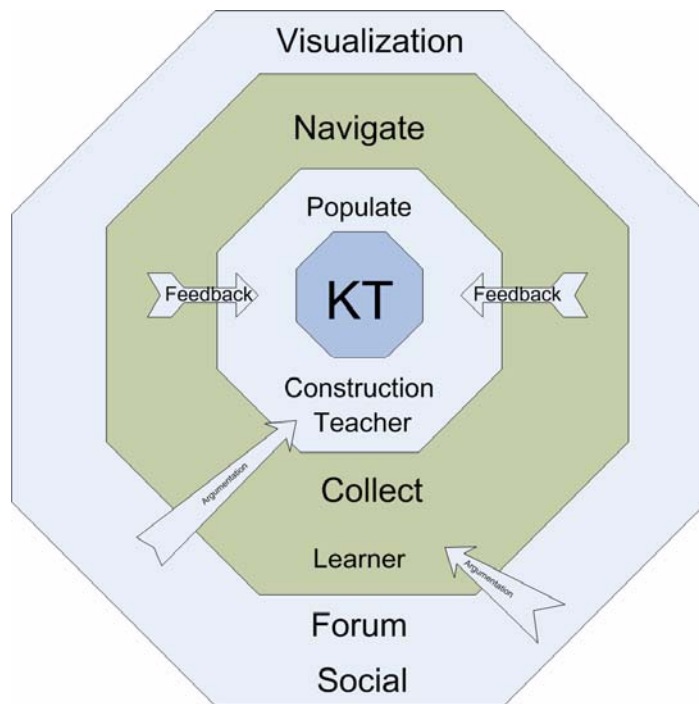 Visualization
Navigate
Populate
Feedback
KT
Feedback
Construction
Teacher
Argumentation
Collect
Learner
Argumentation
Forum
Social